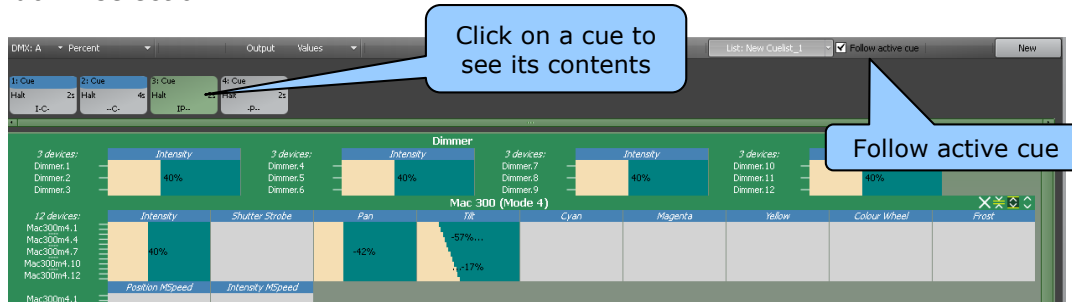 Click on a cue to
see its contents
DMX: A Percent Output Values List: New Cuelist_1 Follow active cue New
1: Cue 2: Cue 3: Cue 4: Cue
Halt 2s Halt 4s Halt 2s Halt 2s
I-C- --C- IP-- -P--
Follow active cue
Dimmer
3 devices: Intensity 3 devices: Intensity 3 devices: Intensity 3 devices:
Dimmer.1 Dimmer.4 Dimmer.7 Dimmer.10
Dimmer.2 40% Dimmer.5 40% Dimmer.8 40% Dimmer.11 40%
Dimmer.3 Dimmer.6 Dimmer.9 Dimmer.12
Mac 300 (Mode 4)
12 devices: Intensity Shutter Strobe Pan Tilt Cyan Magenta Yellow Colour Wheel Frost
Mac300m4.1
Mac300m4.4 -57%...
Mac300m4.7 40% -42%
Mac300m4.10 ...-17%
Mac300m4.12
Position MSpeed Intensity MSpeed
Mac300m4.1